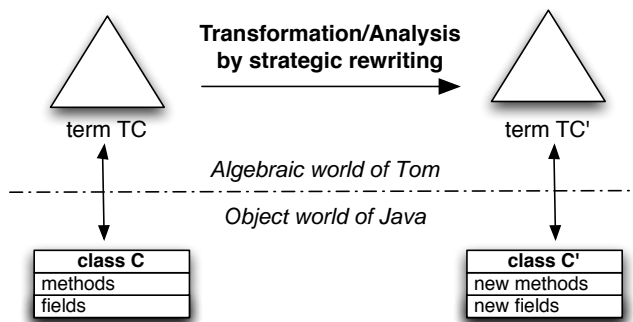 Transformation/Analysis
by strategic rewriting
term TC
term TC'
Algebraic world of Tom
Object world of Java
class C
methods
fields
class C'
new methods
new fields